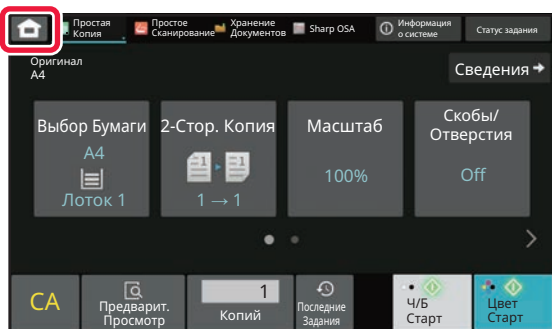 Простая
Копия
Простое
Сканирование
Хранение
Документов
Sharp OSA
Информация
о системе
Статус задания
Оригинал
A4
Сведения
Выбор Бумаги
A4
Лоток 1
2-Стор. Копия
1 1
1 → 1
Масштаб
100%
Скобы/
Отверстия
Off
CA
Предварит.
Просмотр
1
Копий
Последние
Задания
Ч/Б
Старт
Цвет
Старт